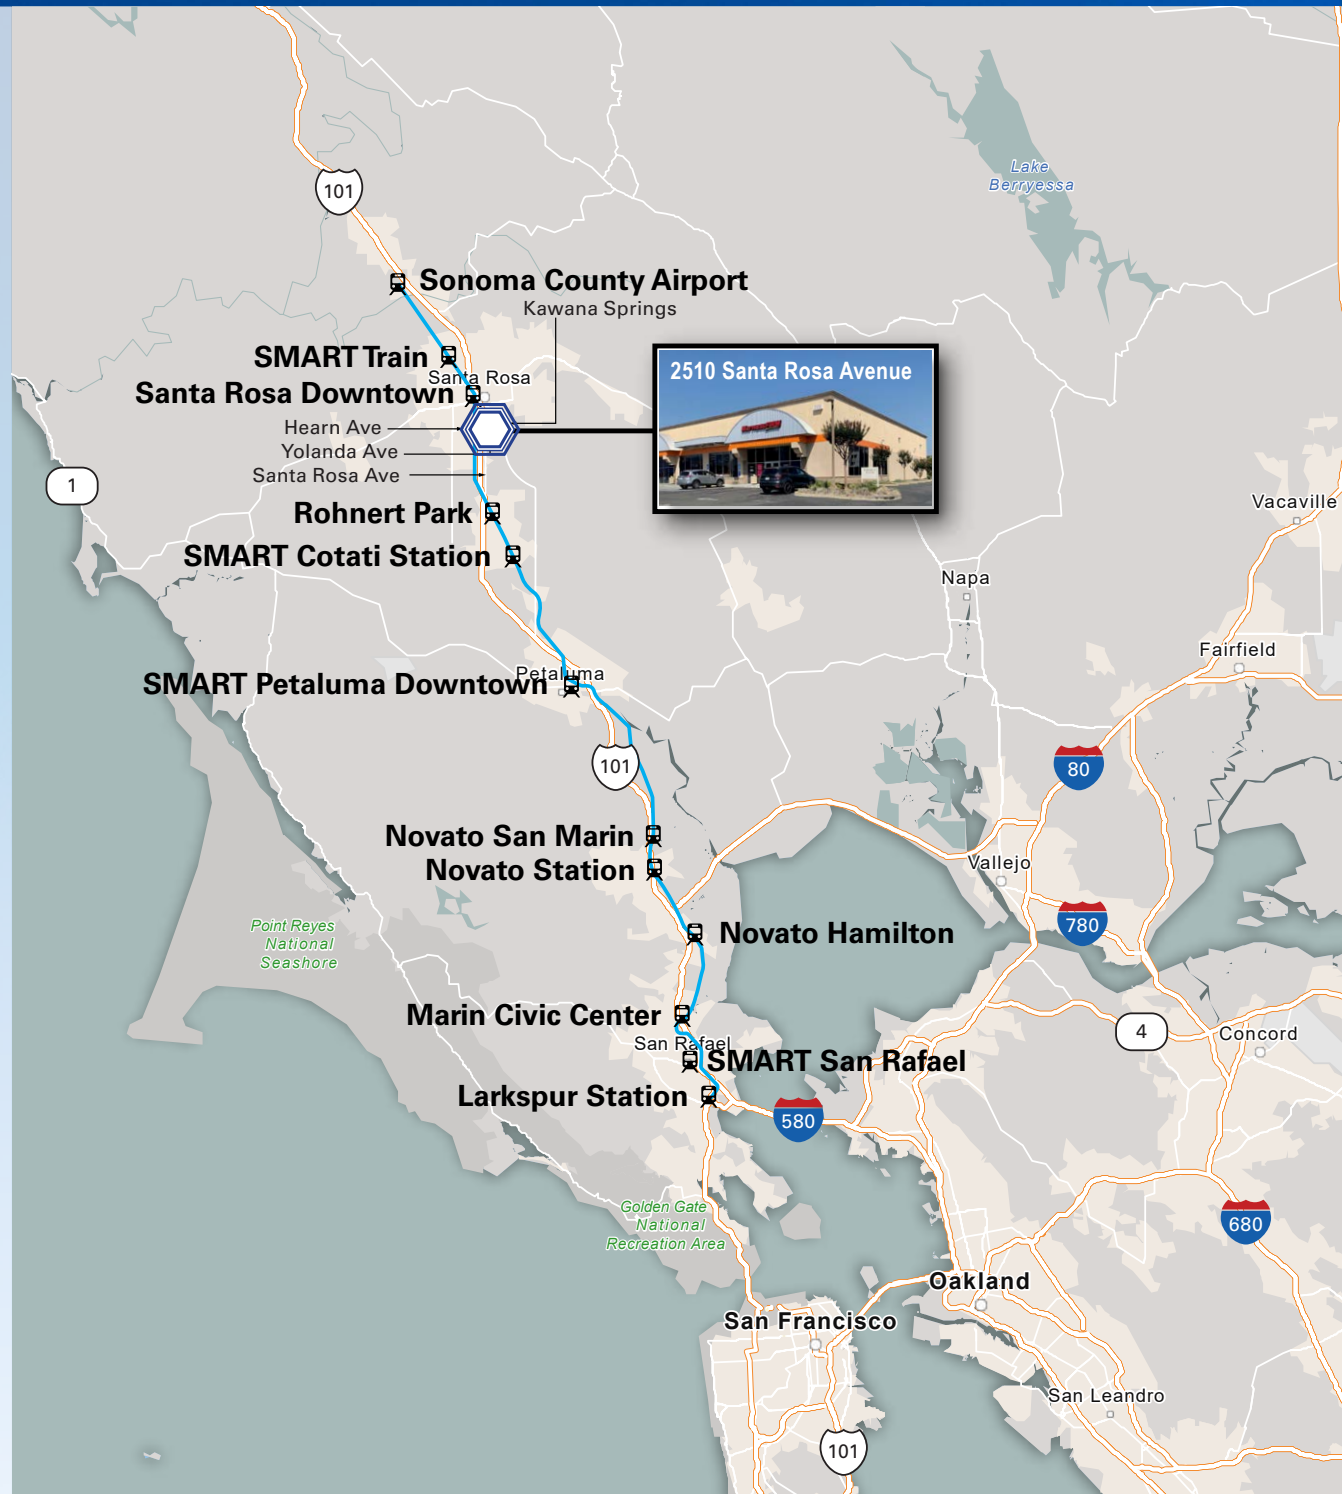 101
Lake
Berryessa
Sonoma County Airport
Kawana Springs
SMART Train
Santa Rosa
Santa Rosa Downtown
2510 Santa Rosa Avenue
Hearn Ave
Yolanda Ave
Santa Rosa Ave
1
Rohnert Park
SMART Cotati Station
Vacaville
Napa
Fairfield
Petaluma
SMART Petaluma Downtown
101
80
Novato San Marin
Novato Station
Vallejo
780
Point Reyes
National
Seashore
Novato Hamilton
Marin Civic Center
4
Concord
San Rafael
SMART San Rafael
Larkspur Station
580
Golden Gate
National
Recreation Area
680
Oakland
San Francisco
San Leandro
101